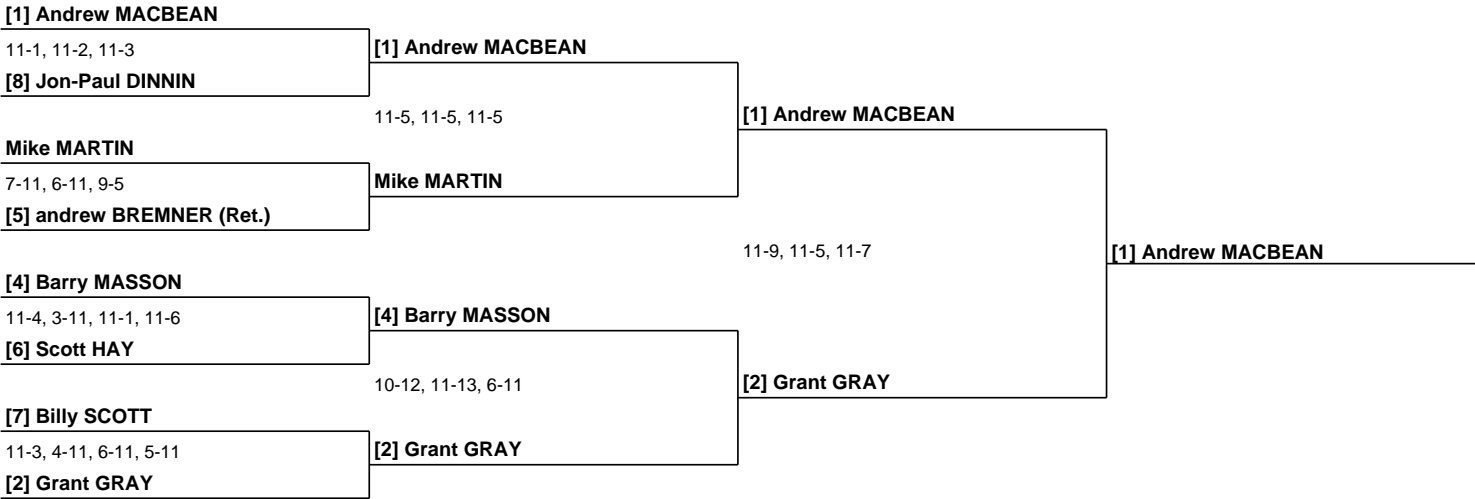 [1] Andrew MACBEAN
11-1, 11-2, 11-3
[8] Jon-Paul DINNIN
Mike MARTIN
7-11, 6-11, 9-5
[5] andrew BREMNER (Ret.)
[4] Barry MASSON
11-4, 3-11, 11-1, 11-6
[6] Scott HAY
[7] Billy SCOTT
11-3, 4-11, 6-11, 5-11
[2] Grant GRAY
[1] Andrew MACBEAN
11-5, 11-5, 11-5
Mike MARTIN
[4] Barry MASSON
10-12, 11-13, 6-11
[2] Grant GRAY
[1] Andrew MACBEAN
11-9, 11-5, 11-7
[2] Grant GRAY
[1] Andrew MACBEAN